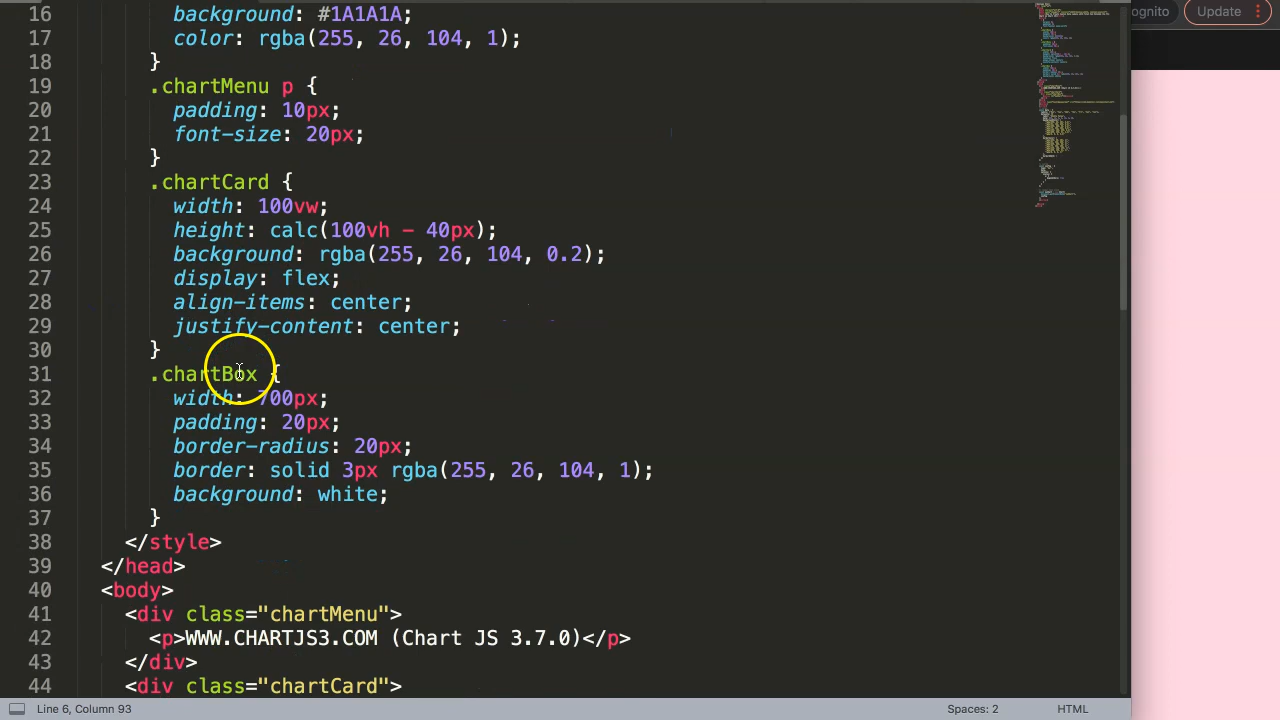 16 background: #1A1A1A;
17 color: rgba(255, 26, 104, 1);
18 }
19 .chartMenu p {
20 padding: 10px;
21 font-size: 20px;
22 }
23 .chartCard {
24 width: 100vw;
25 height: calc(100vh - 40px);
26 background: rgba(255, 26, 104, 0.2);
27 display: flex;
28 align-items: center;
29 justify-content: center;
30 }
31 .chartBox {
32 width: 700px;
33 padding: 20px;
34 border-radius: 20px;
35 border: solid 3px rgba(255, 26, 104, 1);
36 background: white;
37 }
38 </style>
39 </head>
40 <body>
41 <div class="chartMenu">
42 <p>WWW.CHARTJS3.COM (Chart JS 3.7.0)</p>
43 </div>
44 <div class="chartCard">
ognito Update
Line 6, Column 93 Spaces: 2 HTML